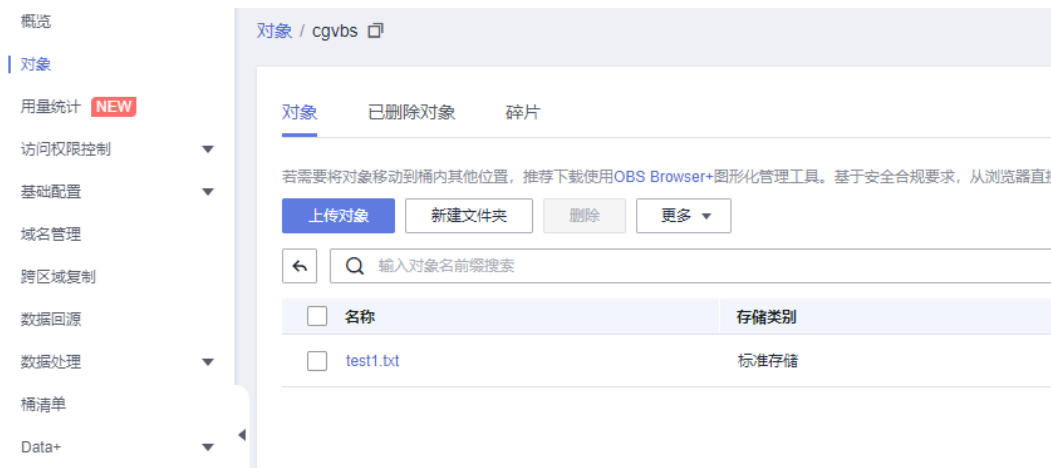 概览
对象
用量统计 NEW
访问权限控制
基础配置
域名管理
跨区域复制
数据回源
数据处理
桶清单
Data+
对象 / cgvbs
对象 已删除对象 碎片
若需要将对象移动到桶内其他位置，推荐下载使用OBS Browser+图形化管理工具。基于安全合规要求，从浏览器直接
上传对象 新建文件夹 删除 更多
输入对象名前缀搜索
名称 存储类别
test1.txt 标准存储